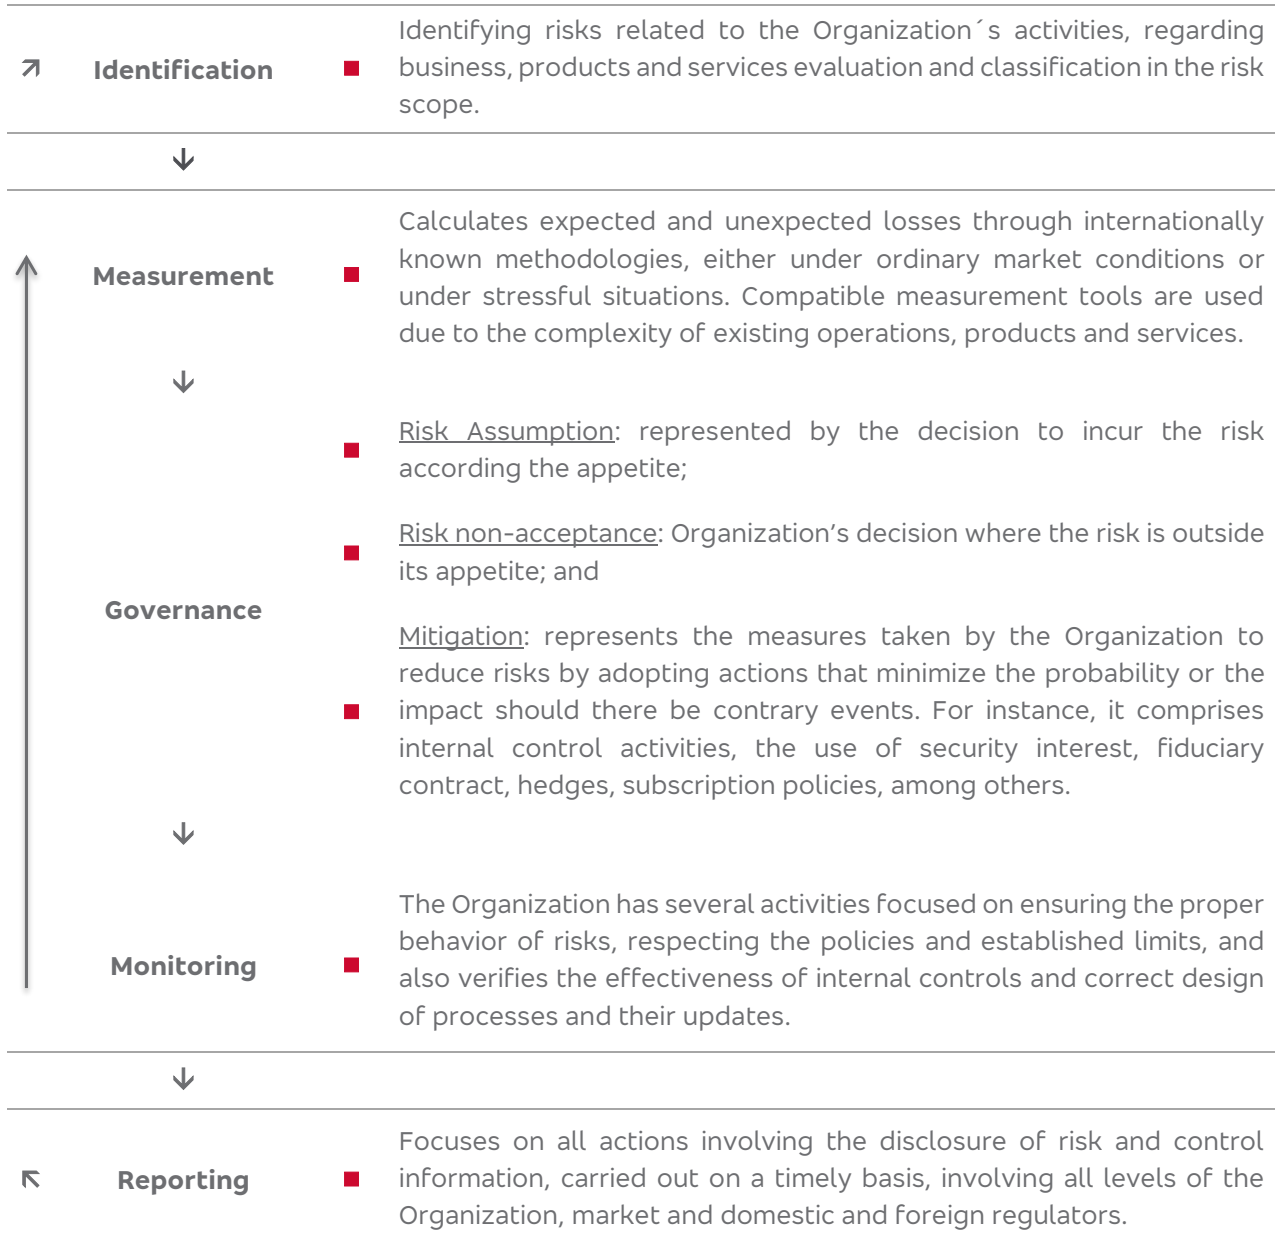 Identification
Identifying risks related to the Organization´s activities, regarding
business, products and services evaluation and classification in the risk
scope.
Measurement
Calculates expected and unexpected losses through internationally
known methodologies, either under ordinary market conditions or
under stressful situations. Compatible measurement tools are used
due to the complexity of existing operations, products and services.
Governance
Risk Assumption: represented by the decision to incur the risk
according the appetite;
Risk non-acceptance: Organization’s decision where the risk is outside
its appetite; and
Mitigation: represents the measures taken by the Organization to
reduce risks by adopting actions that minimize the probability or the
impact should there be contrary events. For instance, it comprises
internal control activities, the use of security interest, fiduciary
contract, hedges, subscription policies, among others.
Monitoring
The Organization has several activities focused on ensuring the proper
behavior of risks, respecting the policies and established limits, and
also verifies the effectiveness of internal controls and correct design
of processes and their updates.
Reporting
Focuses on all actions involving the disclosure of risk and control
information, carried out on a timely basis, involving all levels of the
Organization, market and domestic and foreign regulators.